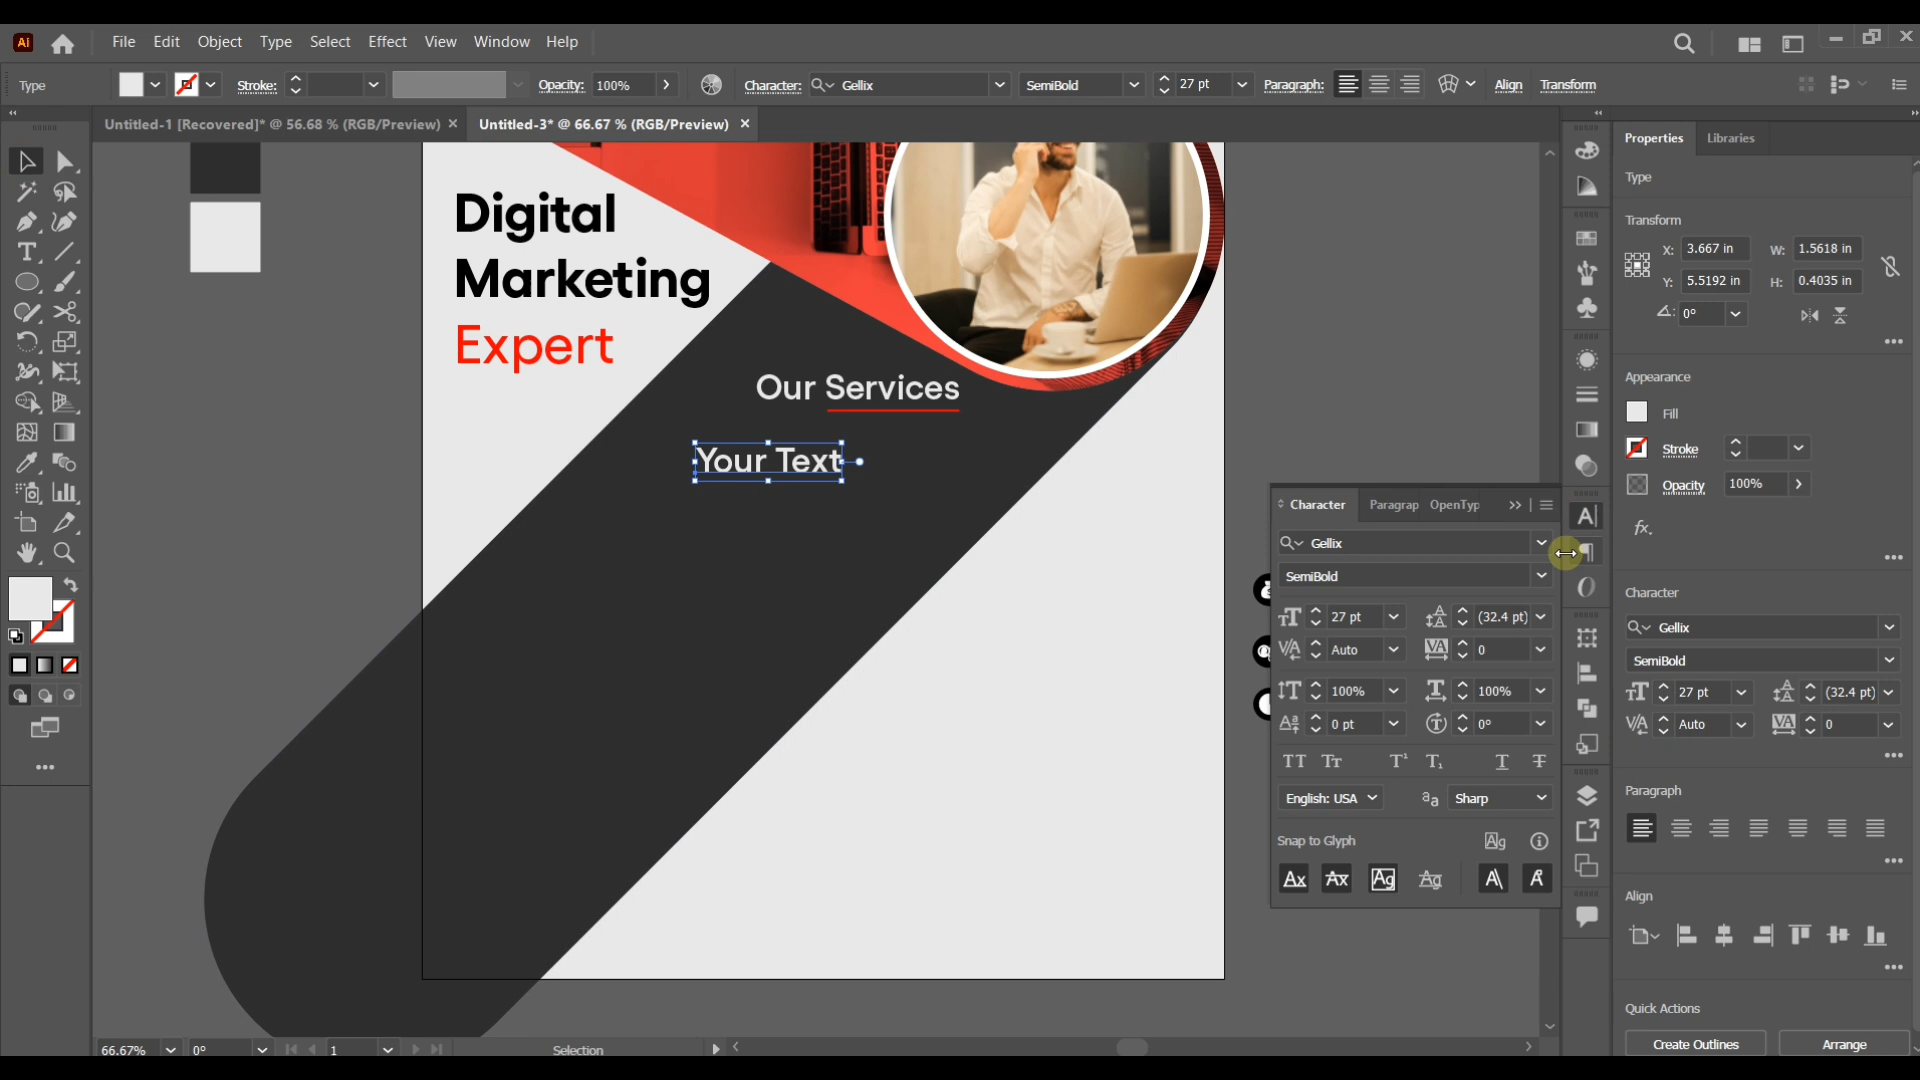 Ai File Edit Object Type Select Effect View Window Help
Type Stroke: Opacity: 100% Character: Gellix SemiBold 27 pt Paragraph: Align Transform
Untitled-1 [Recovered]* @ 56.68 % (RGB/Preview) Untitled-3* @ 66.67 % (RGB/Preview)
Digital
Marketing
Expert
Our Services
Your Text
Character Paragrap OpenTyp
Gellix
SemiBold
27 pt (32.4 pt)
Auto 0
100% 100%
0 pt 0°
English: USA Sharp
Snap to Glyph
Properties Libraries
Type
Transform
X: 3.667 in W: 1.5618 in
Y: 5.5192 in H: 0.4035 in
0°
Appearance
Fill
Stroke
Opacity 100%
fx.
Character
Gellix
SemiBold
27 pt (32.4 pt)
Auto 0
Paragraph
Align
Quick Actions
Create Outlines Arrange
66.67% 0° 1 Selection